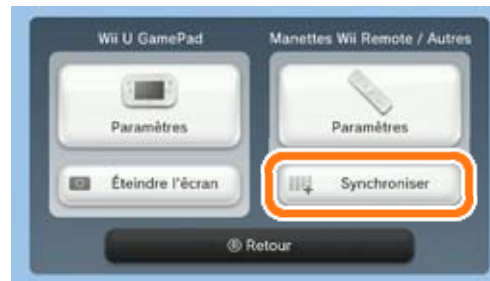 Wii U GamePad
Manettes Wii Remote / Autres
Paramètres
Paramètres
Éteindre l'écran
Synchroniser
Ⓑ Retour